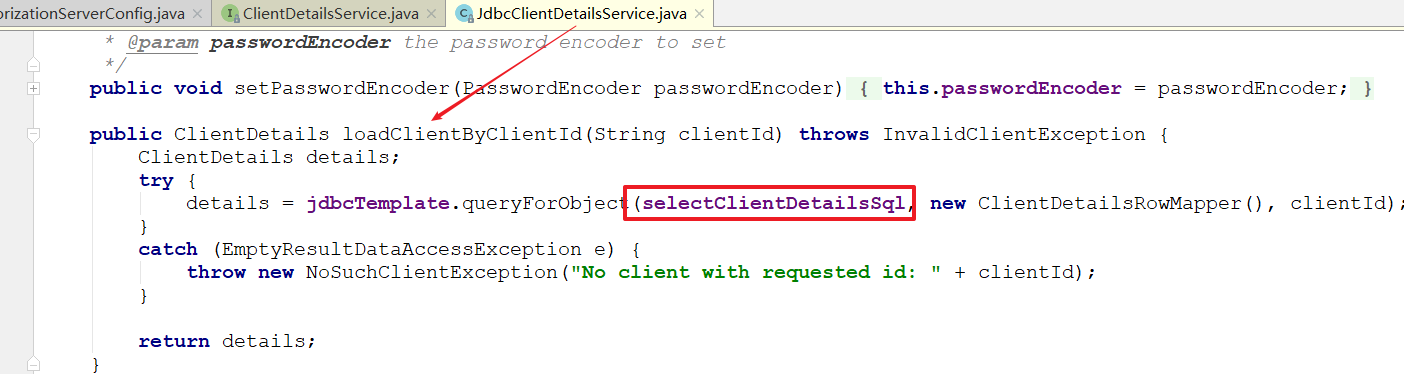 orizationServerConfig.java × ClientDetailsService.java × JdbcClientDetailsService.java ×
* @param passwordEncoder the password encoder to set
*/
public void setPasswordEncoder(PasswordEncoder passwordEncoder) { this.passwordEncoder = passwordEncoder; }
public ClientDetails loadClientByClientId(String clientId) throws InvalidClientException {
ClientDetails details;
try {
details = jdbcTemplate.queryForObject(selectClientDetailsSql, new ClientDetailsRowMapper(), clientId);
}
catch (EmptyResultDataAccessException e) {
throw new NoSuchClientException("No client with requested id: " + clientId);
}
return details;
}